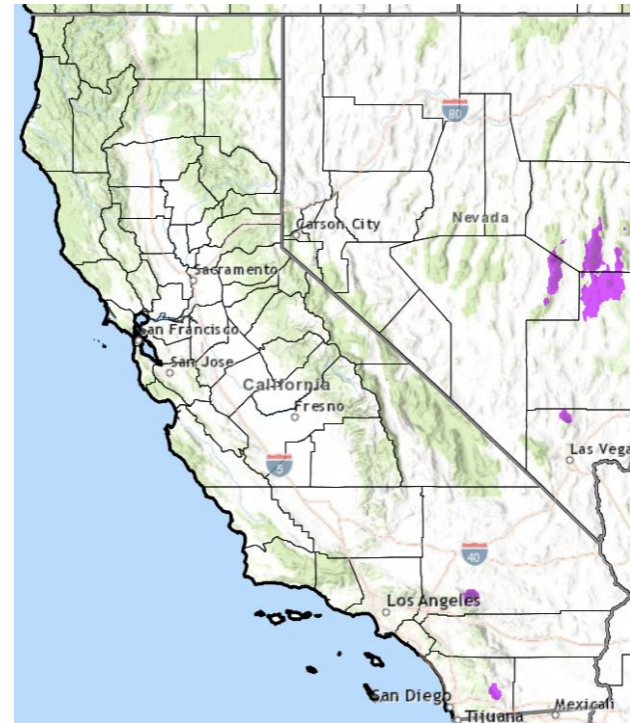 80
Carson City
Nevada
Sacramento
San Francisco
San Jose
California
Fresno
Las Vega
5
40
Los Angeles
San Diego
Mexicali
Tijuana